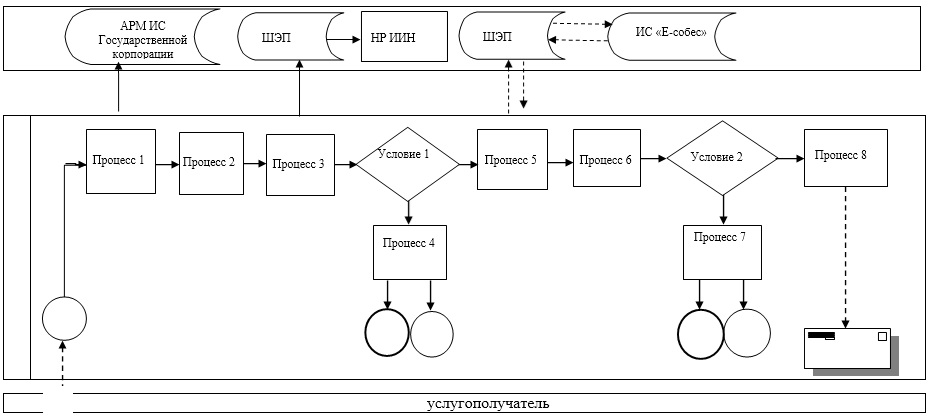 АРМ ИС
Государственной
корпорации
ШЭП
НР ИИН
ШЭП
ИС «Е-собес»
Процесс 1
Процесс 2
Процесс 3
Условие 1
Процесс 5
Процесс 6
Условие 2
Процесс 8
Процесс 4
Процесс 7
услугополучатель